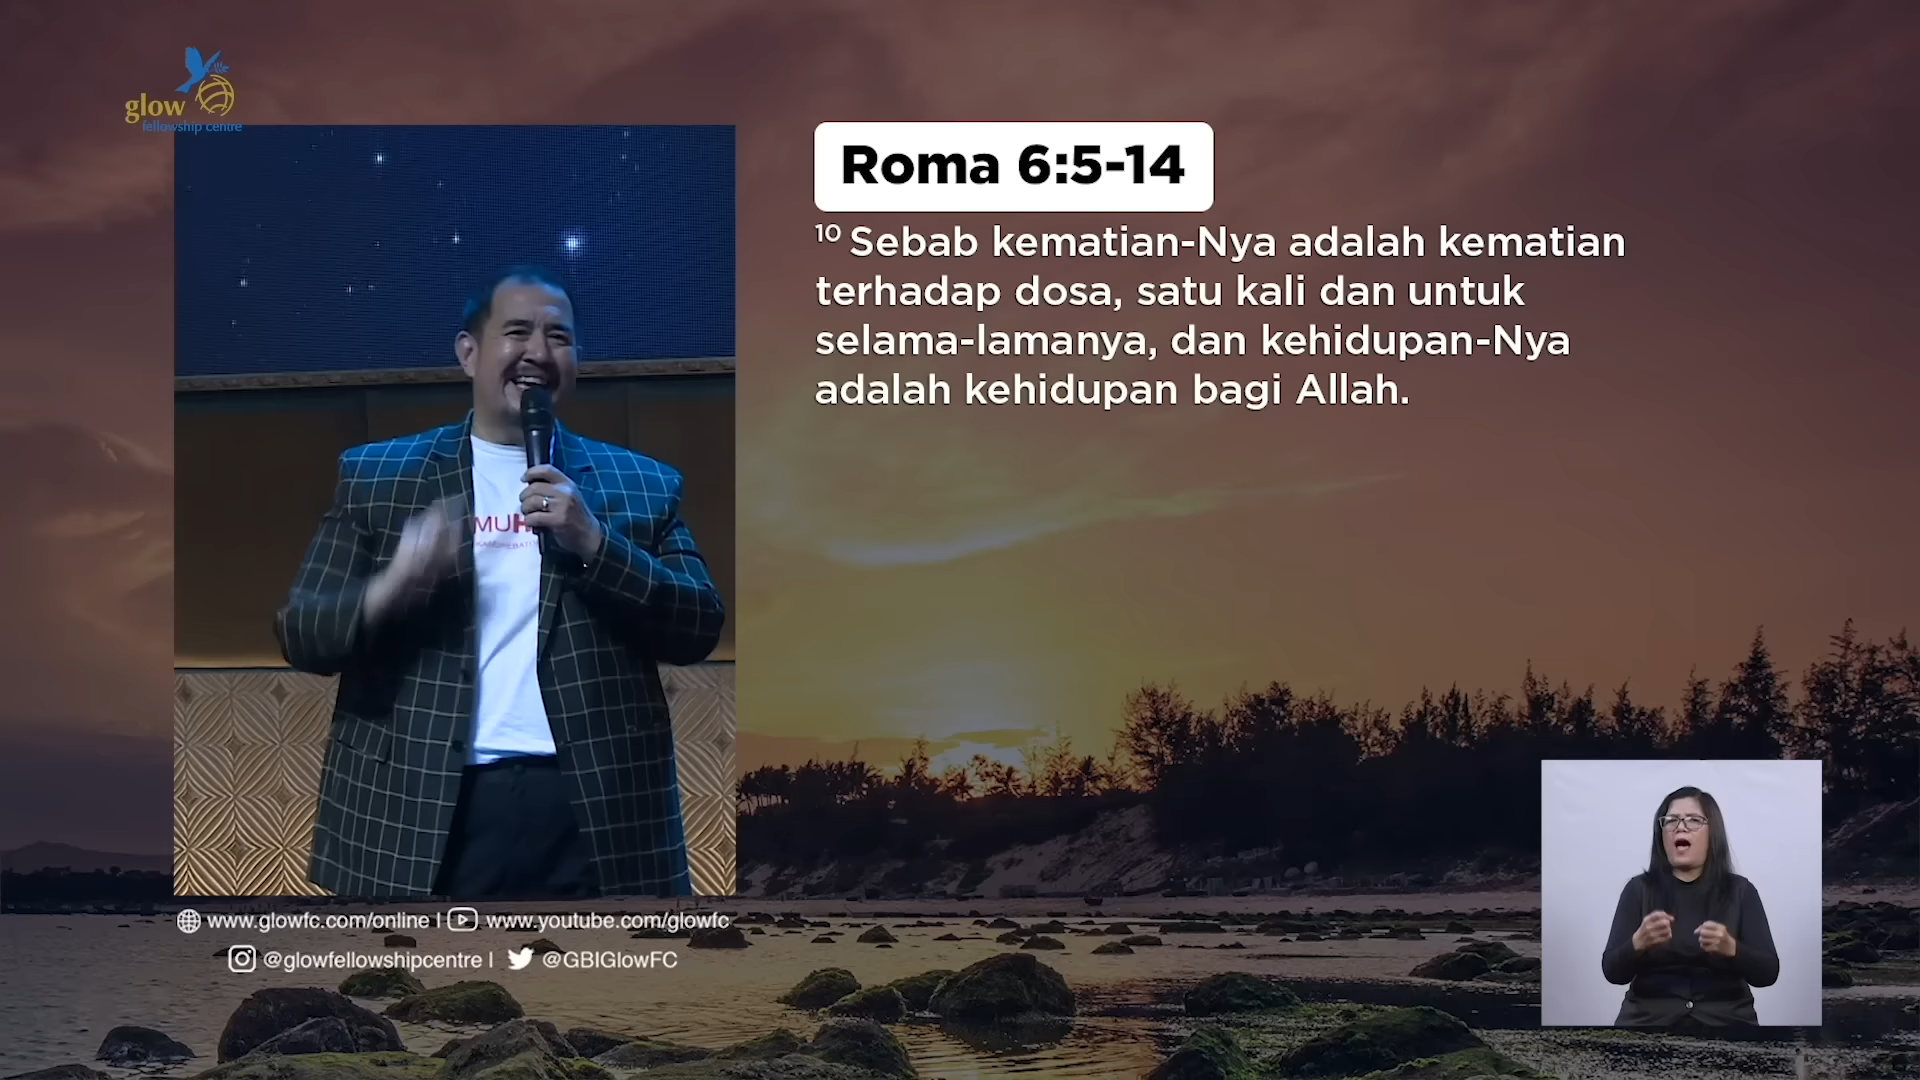 glow
fellowship centre
Roma 6:5-14
10 Sebab kematian-Nya adalah kematian
terhadap dosa, satu kali dan untuk
selama-lamanya, dan kehidupan-Nya
adalah kehidupan bagi Allah.
MUH
www.glowfc.com/online I www.youtube.com/glowfc
@glowfellowshipcentre I @GBIGlowFC